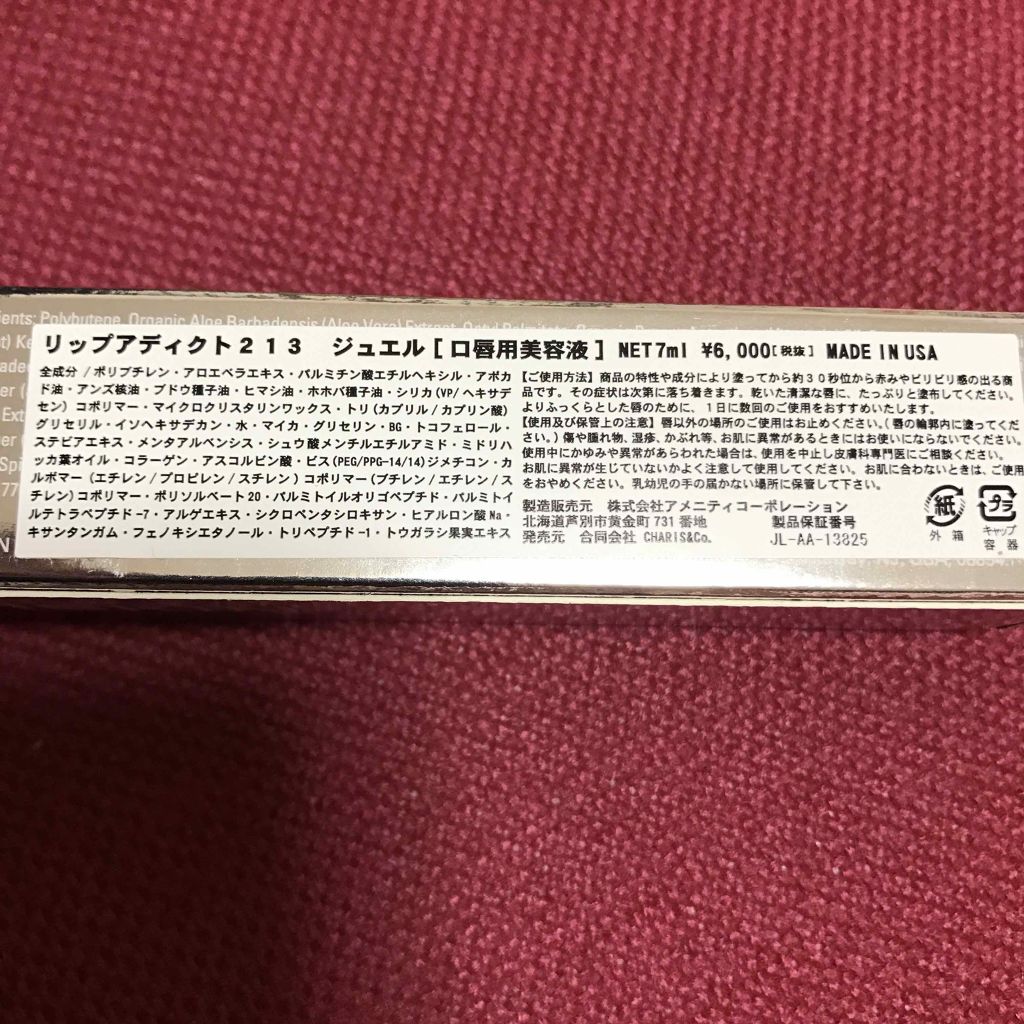 ients: Polybutene, Organic Aloe Barbadensis (Aloe Vera) Extract, Octyl Palmitate,
リップアディクト213 ジュエル [口唇用美容液] NET7ml ¥6,000[税抜] MADE IN USA
全成分 / ポリブチレン・アロエベラエキス・パルミチン酸エチルヘキシル・アボカ
ド油・アンズ核油・ブドウ種子油・ヒマシ油・ホホバ種子油・シリカ(VP/ヘキサデ
セン) コポリマー・マイクロクリスタリンワックス・トリ(カプリル/カプリン酸)
グリセリル・イソヘキサデカン・水・マイカ・グリセリン・BG・トコフェロール・
ステビアエキス・メンタアルベンシス・シュウ酸メンチルエチルアミド・ミドリハ
ッカ葉オイル・コラーゲン・アスコルビン酸・ビス(PEG/PPG-14/14)ジメチコン・カ
ルボマー (エチレン/プロピレン/スチレン) コポリマー(ブチレン/エチレン/ス
チレン)コポリマー・ポリソルベート20・パルミトイルオリゴペプチド・パルミトイ
ルテトラペプチド-7・アルゲエキス・シクロペンタシロキサン・ヒアルロン酸Na・
キサンタンガム・フェノキシエタノール・トリペプチド-1・トウガラシ果実エキス
【ご使用方法】商品の特性や成分により塗ってから約30秒位から赤みやピリピリ感の出る商
品です。その症状は次第に落ち着きます。乾いた清潔な唇に、たっぷりと塗布してください。
よりふっくらとした唇のために、1日に数回のご使用をおすすめいたします。
【使用及び保管上の注意】唇以外の場所のご使用はお止めください。(唇の輪郭内に塗ってくだ
さい。)傷や腫れ物、湿疹、かぶれ等、お肌に異常があるときにはお使いにならないでください。
使用中にかゆみや異常があらわれた場合は、使用を中止し皮膚科専門医にご相談ください。
お肌に異常が生じていないかよく注意して使用してください。お肌に合わないときは、ご使用
をおやめください。乳幼児の手の届かない場所に保管して下さい。
製造販売元 株式会社アメニティコーポレーション
北海道芦別市黄金町731番地 製品保証番号
発売元 合同会社 CHARIS&Co. JL-AA-13825
紙
外箱
プラ
キャップ
容器